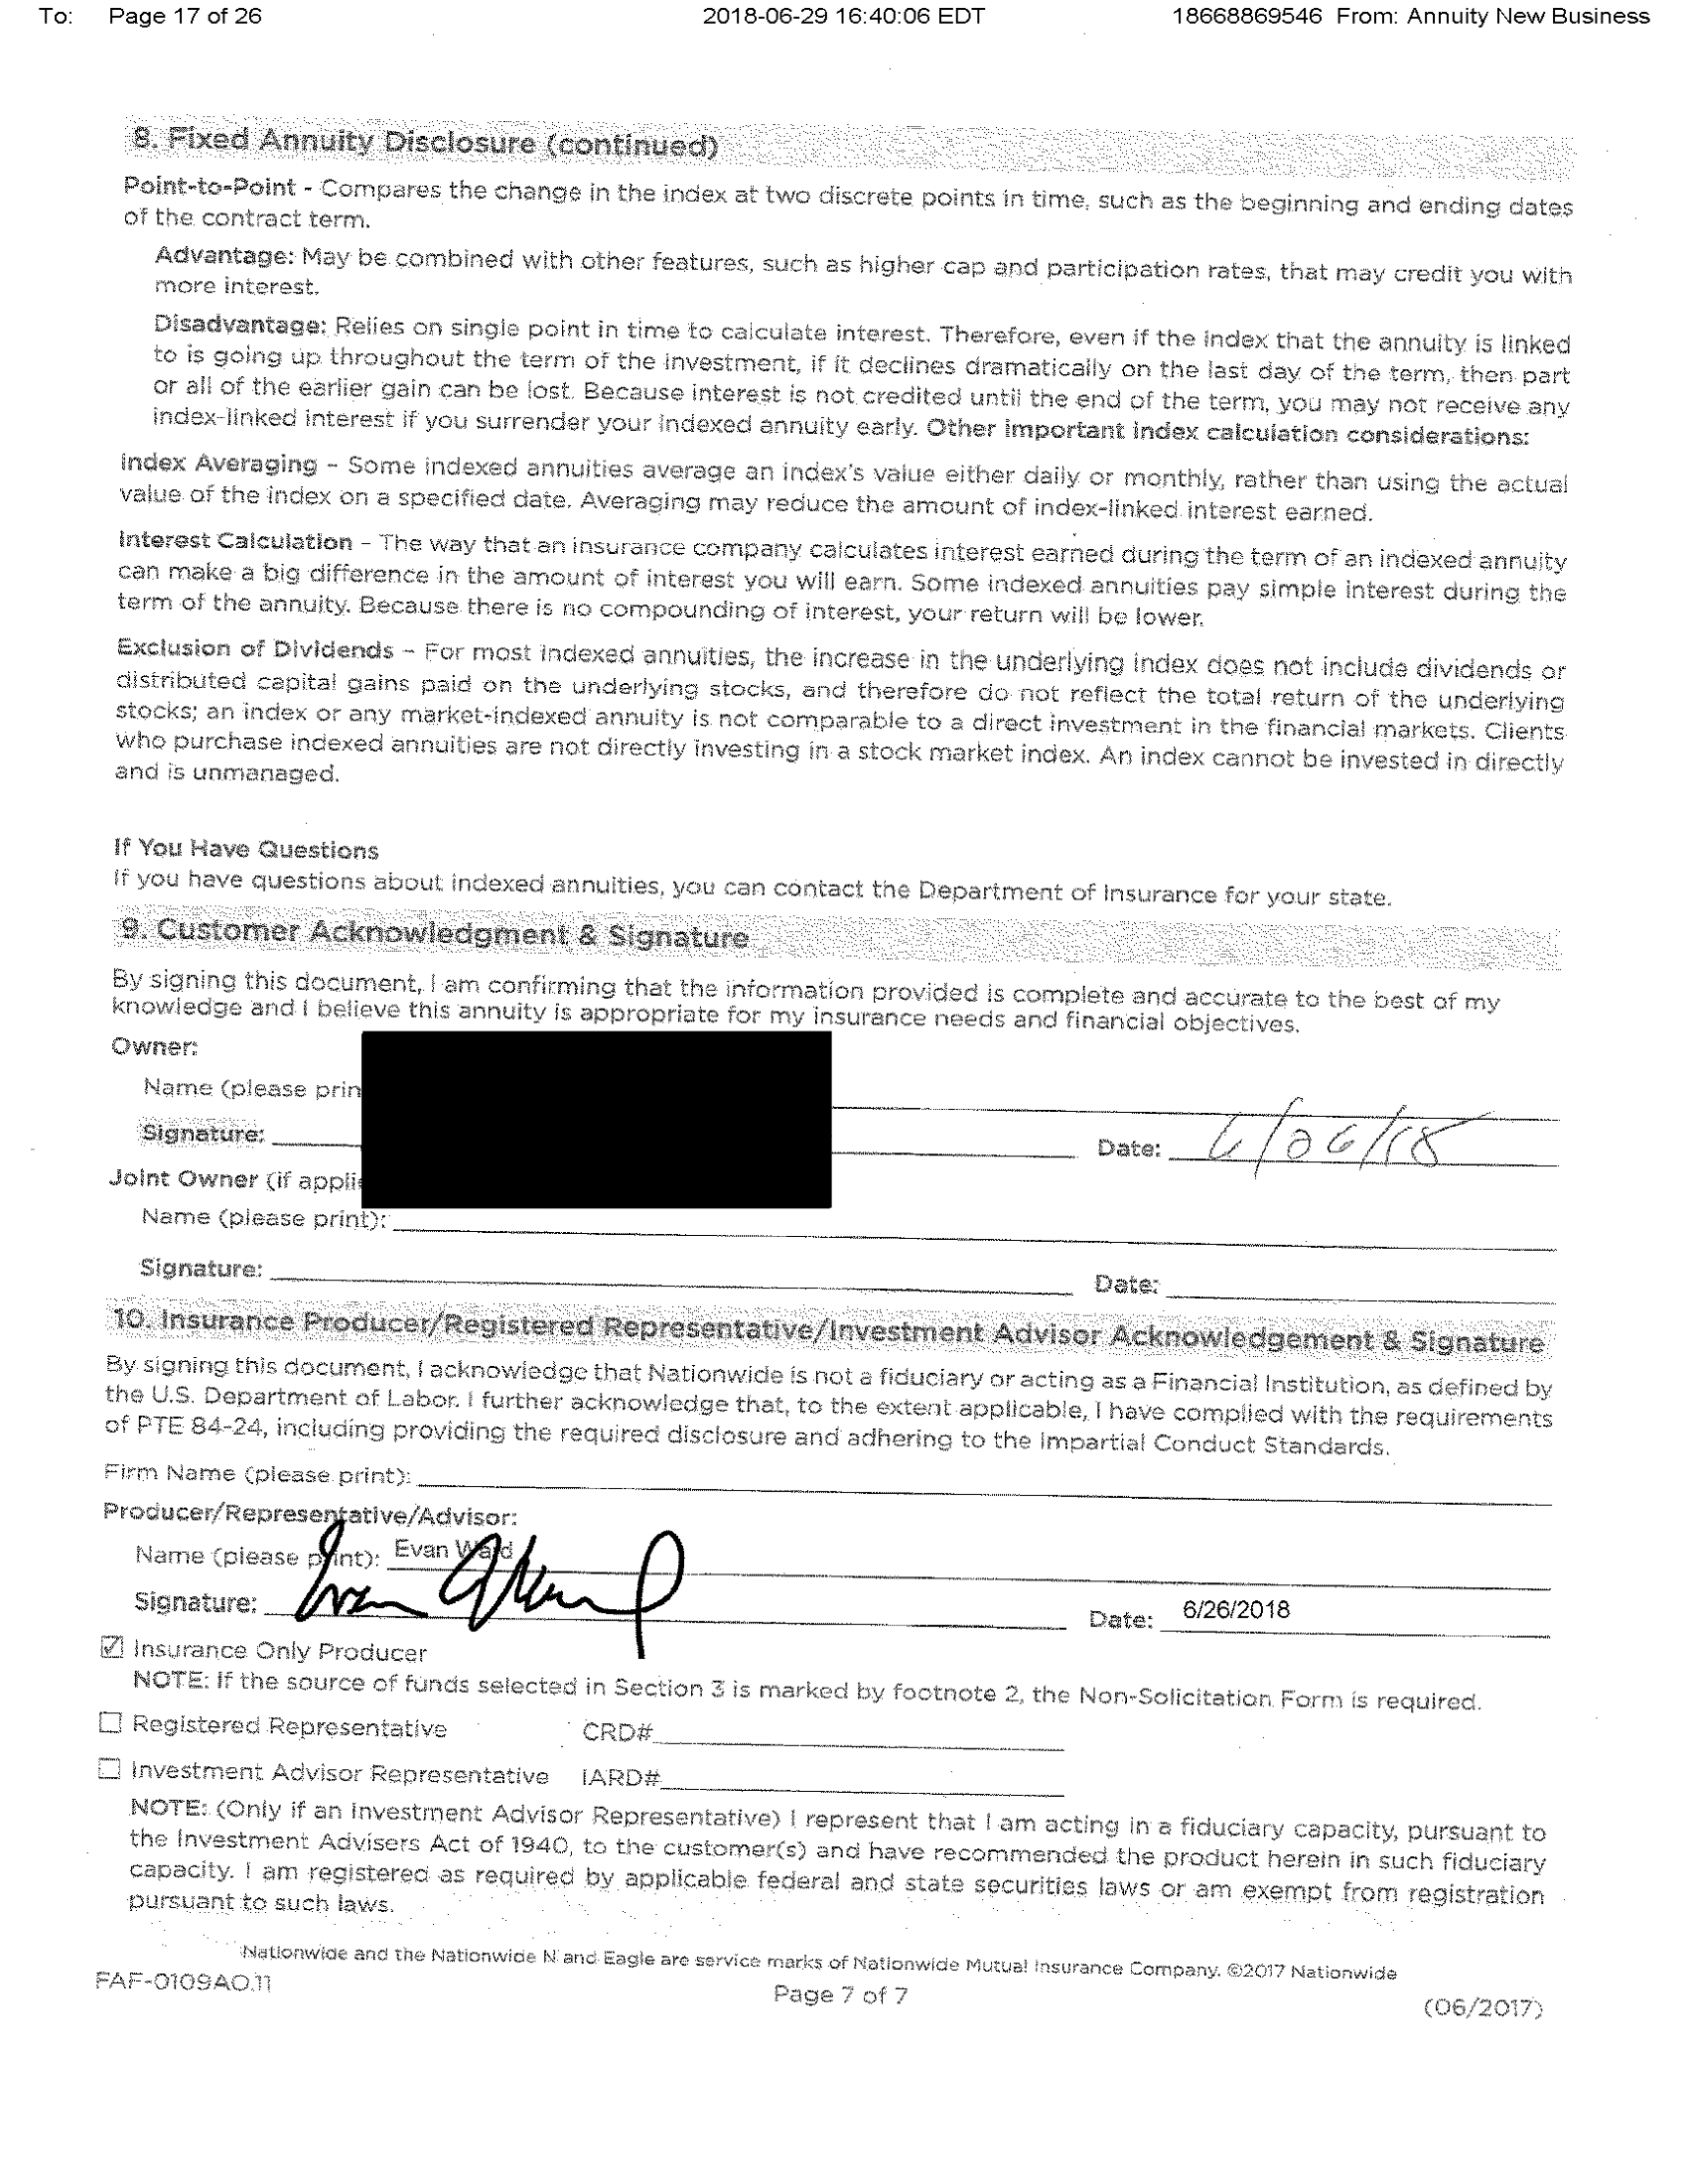 To: Page 17 of 26 2018-06-29 16:40:06 EDT 18668869546 From: Annuity New Business
8. Fixed Annuity Disclosure (continued)
Point-to-Point - Compares the change in the index at two discrete points in time, such as the beginning and ending dates
of the contract term.
Advantage: May be combined with other features, such as higher cap and participation rates, that may credit you with
more interest.
Disadvantage: Relies on single point in time to calculate interest. Therefore, even if the index that the annuity is linked
to is going up throughout the term of the investment, if it declines dramatically on the last day of the term, then part
or all of the earlier gain can be lost. Because interest is not credited until the end of the term, you may not receive any
index-linked interest if you surrender your indexed annuity early. Other important index calculation considerations:
Index Averaging - Some indexed annuities average an index's value either daily or monthly, rather than using the actual
value of the index on a specified date. Averaging may reduce the amount of index-linked interest earned.
Interest Calculation - The way that an insurance company calculates interest earned during the term of an indexed annuity
can make a big difference in the amount of interest you will earn. Some indexed annuities pay simple interest during the
term of the annuity. Because there is no compounding of interest, your return will be lower.
Exclusion of Dividends - For most indexed annuities, the increase in the underlying index does not include dividends or
distributed capital gains paid on the underlying stocks, and therefore do not reflect the total return of the underlying
stocks; an index or any market-indexed annuity is not comparable to a direct investment in the financial markets. Clients
who purchase indexed annuities are not directly investing in a stock market index. An index cannot be invested in directly
and is unmanaged.
If You Have Questions
If you have questions about indexed annuities, you can contact the Department of Insurance for your state.
9. Customer Acknowledgment & Signature
By signing this document, I am confirming that the information provided is complete and accurate to the best of my
knowledge and I believe this annuity is appropriate for my insurance needs and financial objectives.
Owner:
Name (please prin
Signature: Date: 6/26/18
Joint Owner (if appli
Name (please print):
Signature: Date:
10. Insurance Producer/Registered Representative/Investment Advisor Acknowledgement & Signature
By signing this document, I acknowledge that Nationwide is not a fiduciary or acting as a Financial Institution, as defined by
the U.S. Department of Labor. I further acknowledge that, to the extent applicable, I have complied with the requirements
of PTE 84-24, including providing the required disclosure and adhering to the Impartial Conduct Standards.
Firm Name (please print):
Producer/Representative/Advisor:
Name (please print): Evan Ward
Signature: Evan Ward Date: 6/26/2018
☑ Insurance Only Producer
NOTE: If the source of funds selected in Section 3 is marked by footnote 2, the Non-Solicitation Form is required.
☐ Registered Representative CRD#
☐ Investment Advisor Representative IARD#
NOTE: (Only if an Investment Advisor Representative) I represent that I am acting in a fiduciary capacity, pursuant to
the Investment Advisers Act of 1940, to the customer(s) and have recommended the product herein in such fiduciary
capacity. I am registered as required by applicable federal and state securities laws or am exempt from registration
pursuant to such laws.
Nationwide and the Nationwide N and Eagle are service marks of Nationwide Mutual Insurance Company. ©2017 Nationwide
FAF-0109AO.11 Page 7 of 7 (06/2017)